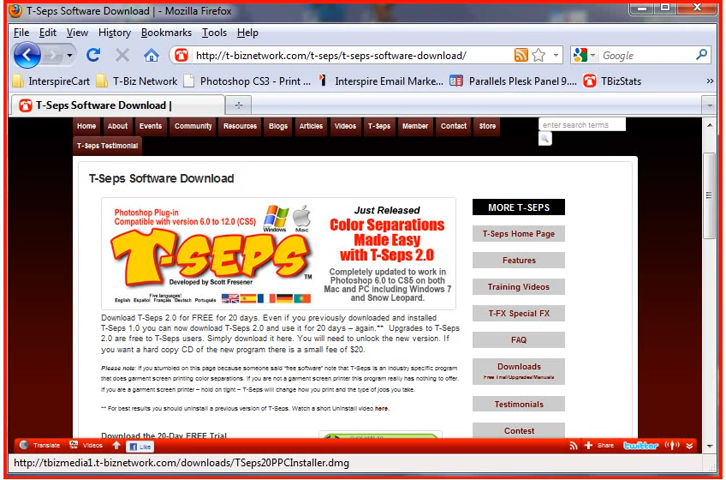 T-Seps Software Download | - Mozilla Firefox
File Edit View History Bookmarks Tools Help
http://t-biznetwork.com/t-seps/t-seps-software-download/
Google
InterspireCart T-Biz Network Photoshop CS3 - Print ... Interspire Email Marke... Parallels Plesk Panel 9.... TBizStats »
T-Seps Software Download |
Home About Events Community Resources Blogs Articles Videos T-Seps Member Contact Store
enter search terms
T-Seps Testimonial
T-Seps Software Download
Photoshop Plug-in
Compatible with version 6.0 to 12.0 (CS5)
Windows Mac
T-SEPS™
Developed by Scott Fresener
Five languages!
English Español Français Deutsch Português
Just Released
Color Separations
Made Easy
with T-Seps 2.0
Completely updated to work in
Photoshop 6.0 to CS5 on both
Mac and PC including Windows 7
and Snow Leopard.
Download T-Seps 2.0 for FREE for 20 days. Even if you previously downloaded and installed
T-Seps 1.0 you can now download T-Seps 2.0 and use it for 20 days – again.** Upgrades to T-Seps
2.0 are free to T-Seps users. Simply download it here. You will need to unlock the new version. If
you want a hard copy CD of the new program there is a small fee of $20.
Please note: If you stumbled on this page because someone said "free software" note that T-Seps is an industry specific program
that does garment screen printing color separations. If you are not a garment screen printer this program really has nothing to offer.
If you are a garment screen printer – hold on tight – T-Seps will change how you print and the type of jobs you take.
** For best results you should uninstall a previous version of T-Seps. Watch a short Uninstall video here.
Download the 20-Day FREE Trial
MORE T-SEPS
T-Seps Home Page
Features
Training Videos
T-FX Special FX
FAQ
Downloads
Free Trial/Upgrades/Manuals
Testimonials
Contest
Translate Videos Like Share twitter
http://tbizmedia1.t-biznetwork.com/downloads/TSeps20PPCInstaller.dmg